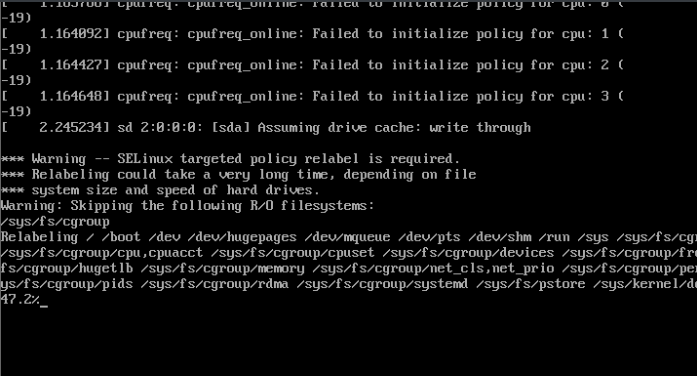 [    1.163788] cpufreq: cpufreq_online: Failed to initialize policy for cpu: 0 (
-19)
[    1.164092] cpufreq: cpufreq_online: Failed to initialize policy for cpu: 1 (
-19)
[    1.164427] cpufreq: cpufreq_online: Failed to initialize policy for cpu: 2 (
-19)
[    1.164648] cpufreq: cpufreq_online: Failed to initialize policy for cpu: 3 (
-19)
[    2.245234] sd 2:0:0:0: [sda] Assuming drive cache: write through
*** Warning -- SELinux targeted policy relabel is required.
*** Relabeling could take a very long time, depending on file
*** system size and speed of hard drives.
Warning: Skipping the following R/O filesystems:
/sys/fs/cgroup
Relabeling / /boot /dev /dev/hugepages /dev/mqueue /dev/pts /dev/shm /run /sys /sys/fs/cg
/sys/fs/cgroup/cpu,cpuacct /sys/fs/cgroup/cpuset /sys/fs/cgroup/devices /sys/fs/cgroup/fre
fs/cgroup/hugetlb /sys/fs/cgroup/memory /sys/fs/cgroup/net_cls,net_prio /sys/fs/cgroup/pe
ys/fs/cgroup/pids /sys/fs/cgroup/rdma /sys/fs/cgroup/systemd /sys/fs/pstore /sys/kernel/de
47.2%_